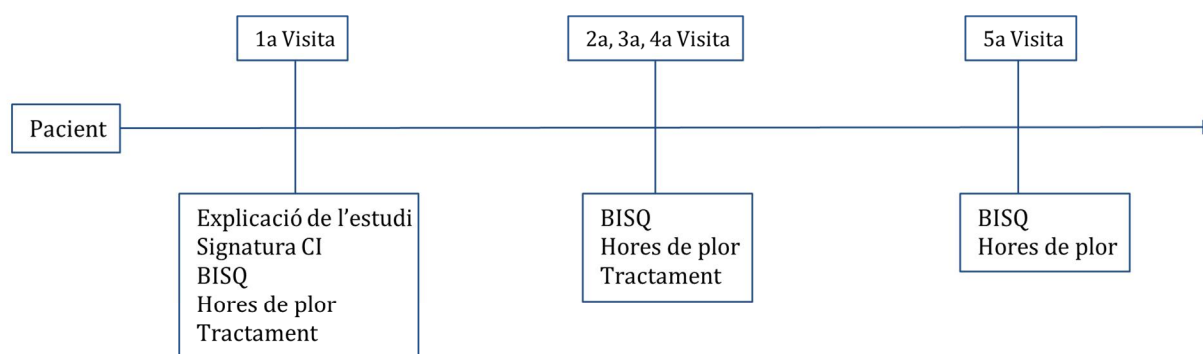 1a Visita
2a, 3a, 4a Visita
5a Visita
Pacient
Explicació de l’estudi
Signatura CI
BISQ
Hores de plor
Tractament
BISQ
Hores de plor
Tractament
BISQ
Hores de plor